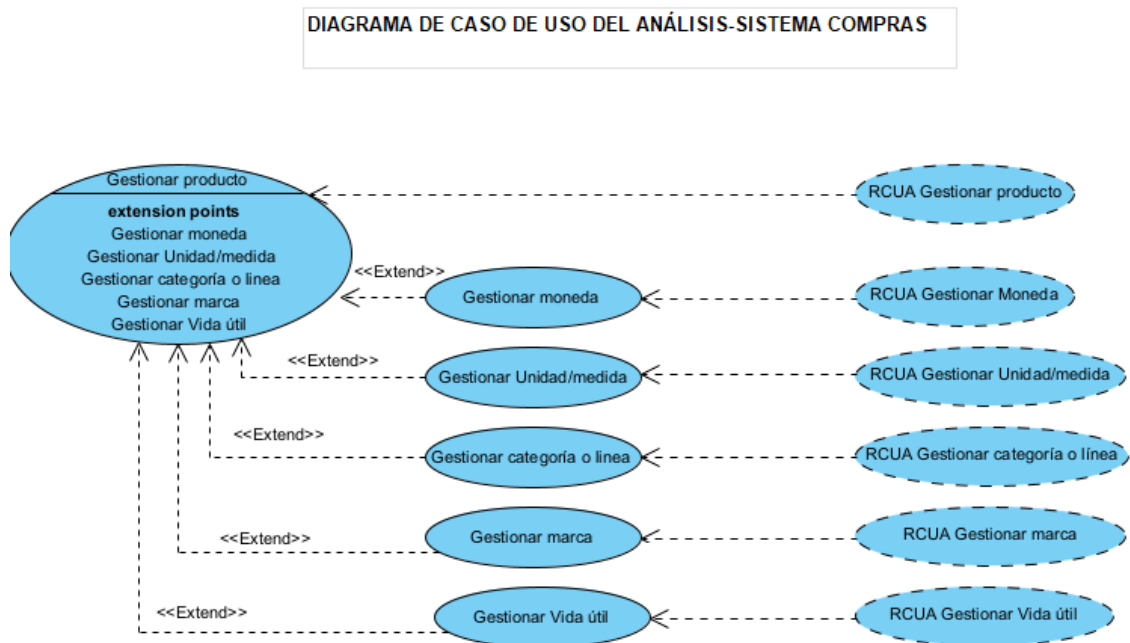 DIAGRAMA DE CASO DE USO DEL ANÁLISIS-SISTEMA COMPRAS
Gestionar producto
extension points
Gestionar moneda
Gestionar Unidad/medida
Gestionar categoría o linea
Gestionar marca
Gestionar Vida útil
RCUA Gestionar producto
<<Extend>>
Gestionar moneda
RCUA Gestionar Moneda
<<Extend>>
Gestionar Unidad/medida
RCUA Gestionar Unidad/medida
<<Extend>>
Gestionar categoría o linea
RCUA Gestionar categoría o línea
<<Extend>>
Gestionar marca
RCUA Gestionar marca
<<Extend>>
Gestionar Vida útil
RCUA Gestionar Vida útil